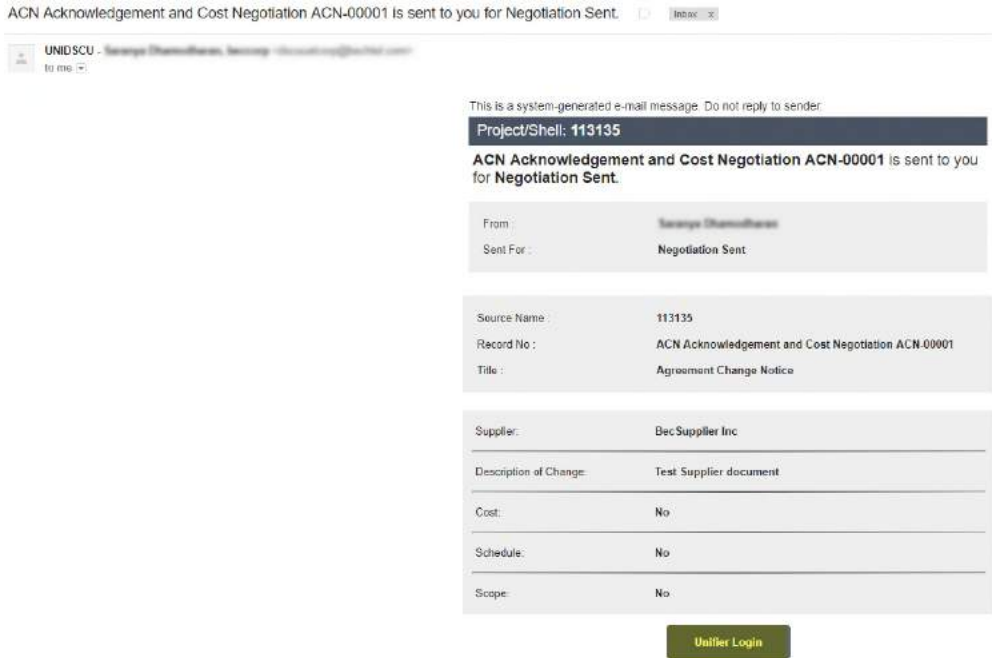 ACN Acknowledgement and Cost Negotiation ACN-00001 is sent to you for Negotiation Sent. Inbox x
UNIDSCU -
to me
This is a system-generated e-mail message. Do not reply to sender.
Project/Shell: 113135
ACN Acknowledgement and Cost Negotiation ACN-00001 is sent to you
for Negotiation Sent.
From :
Sent For : Negotiation Sent
Source Name : 113135
Record No : ACN Acknowledgement and Cost Negotiation ACN-00001
Title : Agreement Change Notice
Supplier: BecSupplier Inc
Description of Change: Test Supplier document
Cost: No
Schedule: No
Scope: No
Unifier Login